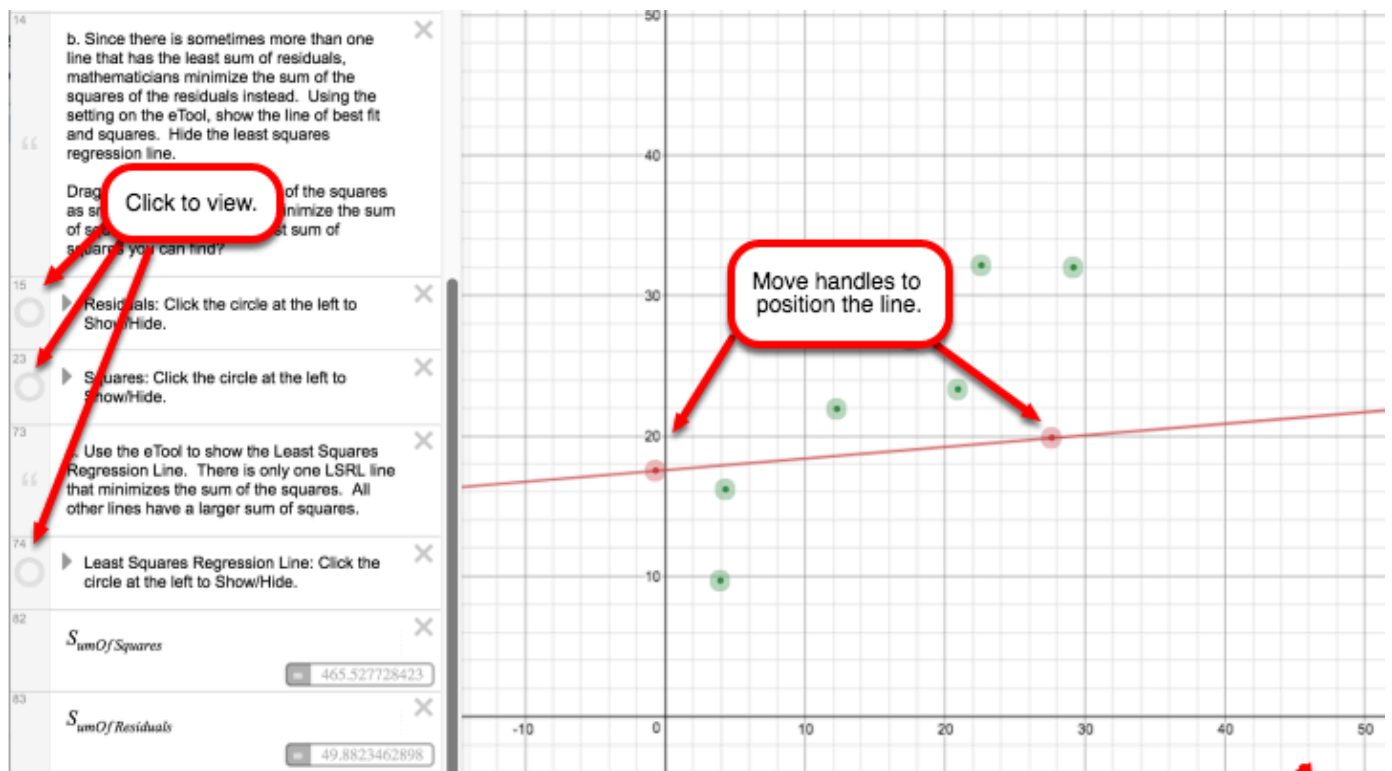 14
b. Since there is sometimes more than one
line that has the least sum of residuals,
mathematicians minimize the sum of the
squares of the residuals instead. Using the
setting on the eTool, show the line of best fit
and squares. Hide the least squares
regression line.
Drag of the squares
as inimize the sum
of sum of
squares you can find?
Click to view.
15
Residuals: Click the circle at the left to
Show/Hide.
23
Squares: Click the circle at the left to
Show/Hide.
73
Use the eTool to show the Least Squares
Regression Line. There is only one LSRL line
that minimizes the sum of the squares. All
other lines have a larger sum of squares.
74
Least Squares Regression Line: Click the
circle at the left to Show/Hide.
82
SumOfSquares
= 465.527728423
83
SumOfResiduals
= 49.8823462898
50
40
30
20
10
Move handles to
position the line.
-10 0 10 20 30 40 50